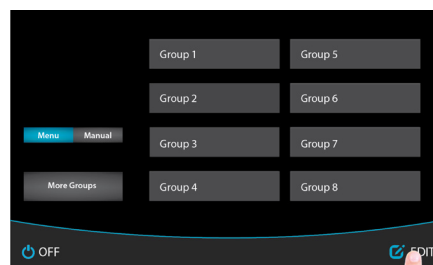 Group 1
Group 5
Group 2
Group 6
Menu
Manual
Group 3
Group 7
More Groups
Group 4
Group 8
OFF
EDIT